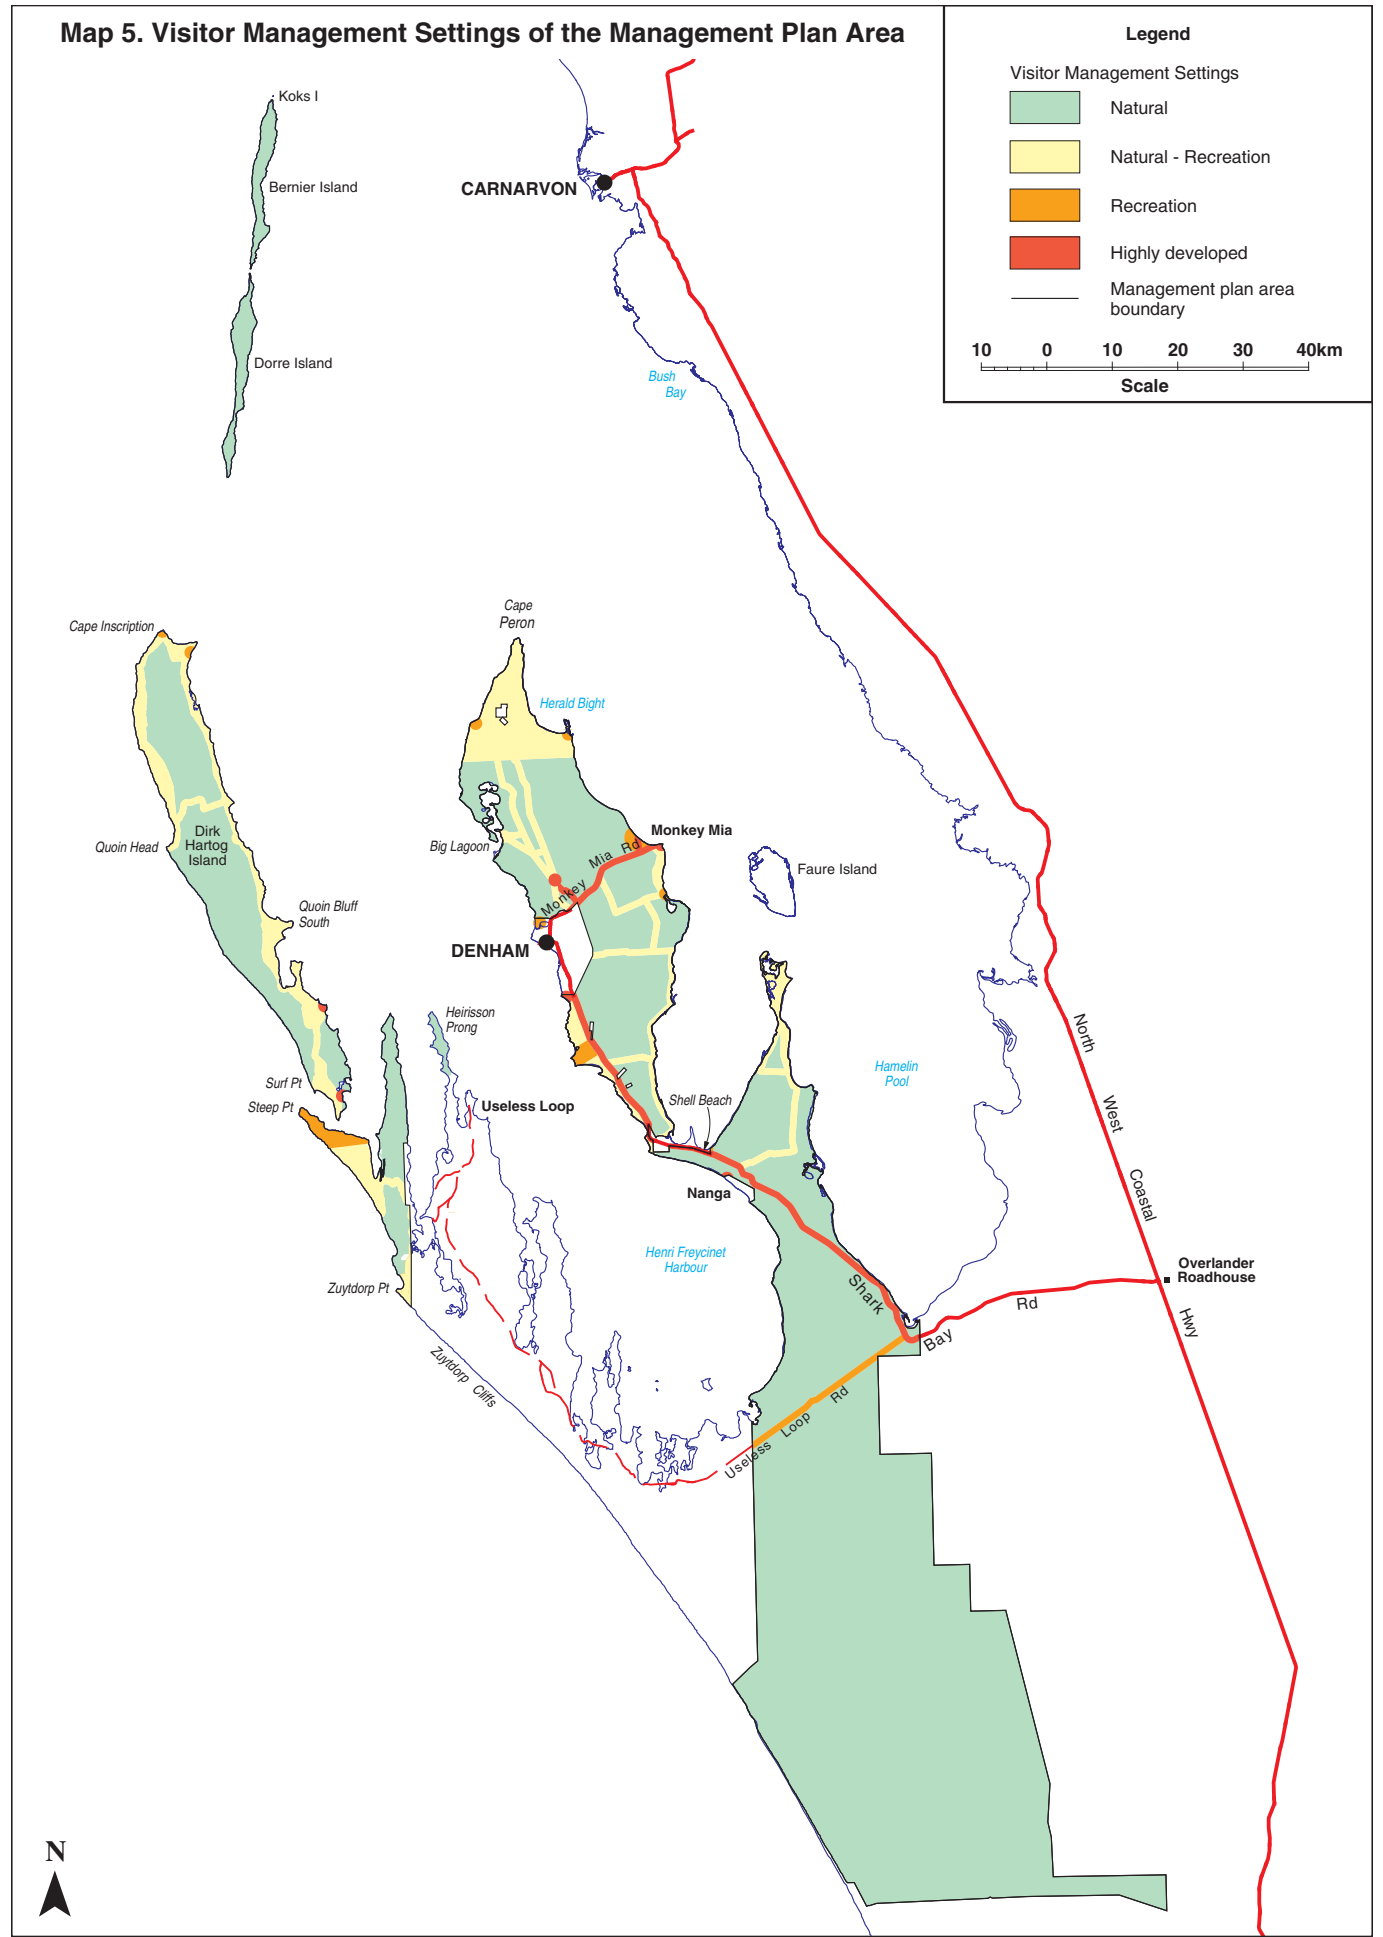 Map 5. Visitor Management Settings of the Management Plan Area
Legend
Visitor Management Settings
Natural
Natural - Recreation
Recreation
Highly developed
Management plan area
boundary
10 0 10 20 30 40km
Scale
Koks I
Bernier Island
CARNARVON
Dorre Island
Bush
Bay
Cape
Peron
Cape Inscription
Herald Bight
Dirk
Hartog
Island
Quoin Head
Big Lagoon
Monkey Mia
Monkey Mia Rd
Faure Island
Quoin Bluff
South
DENHAM
Heirisson
Prong
North West Coastal Hwy
Hamelin
Pool
Surf Pt
Steep Pt
Useless Loop
Shell Beach
Nanga
Henri Freycinet
Harbour
Overlander
Roadhouse
Zuytdorp Pt
Shark Bay Rd
Zuytdorp Cliffs
Useless Loop Rd
N